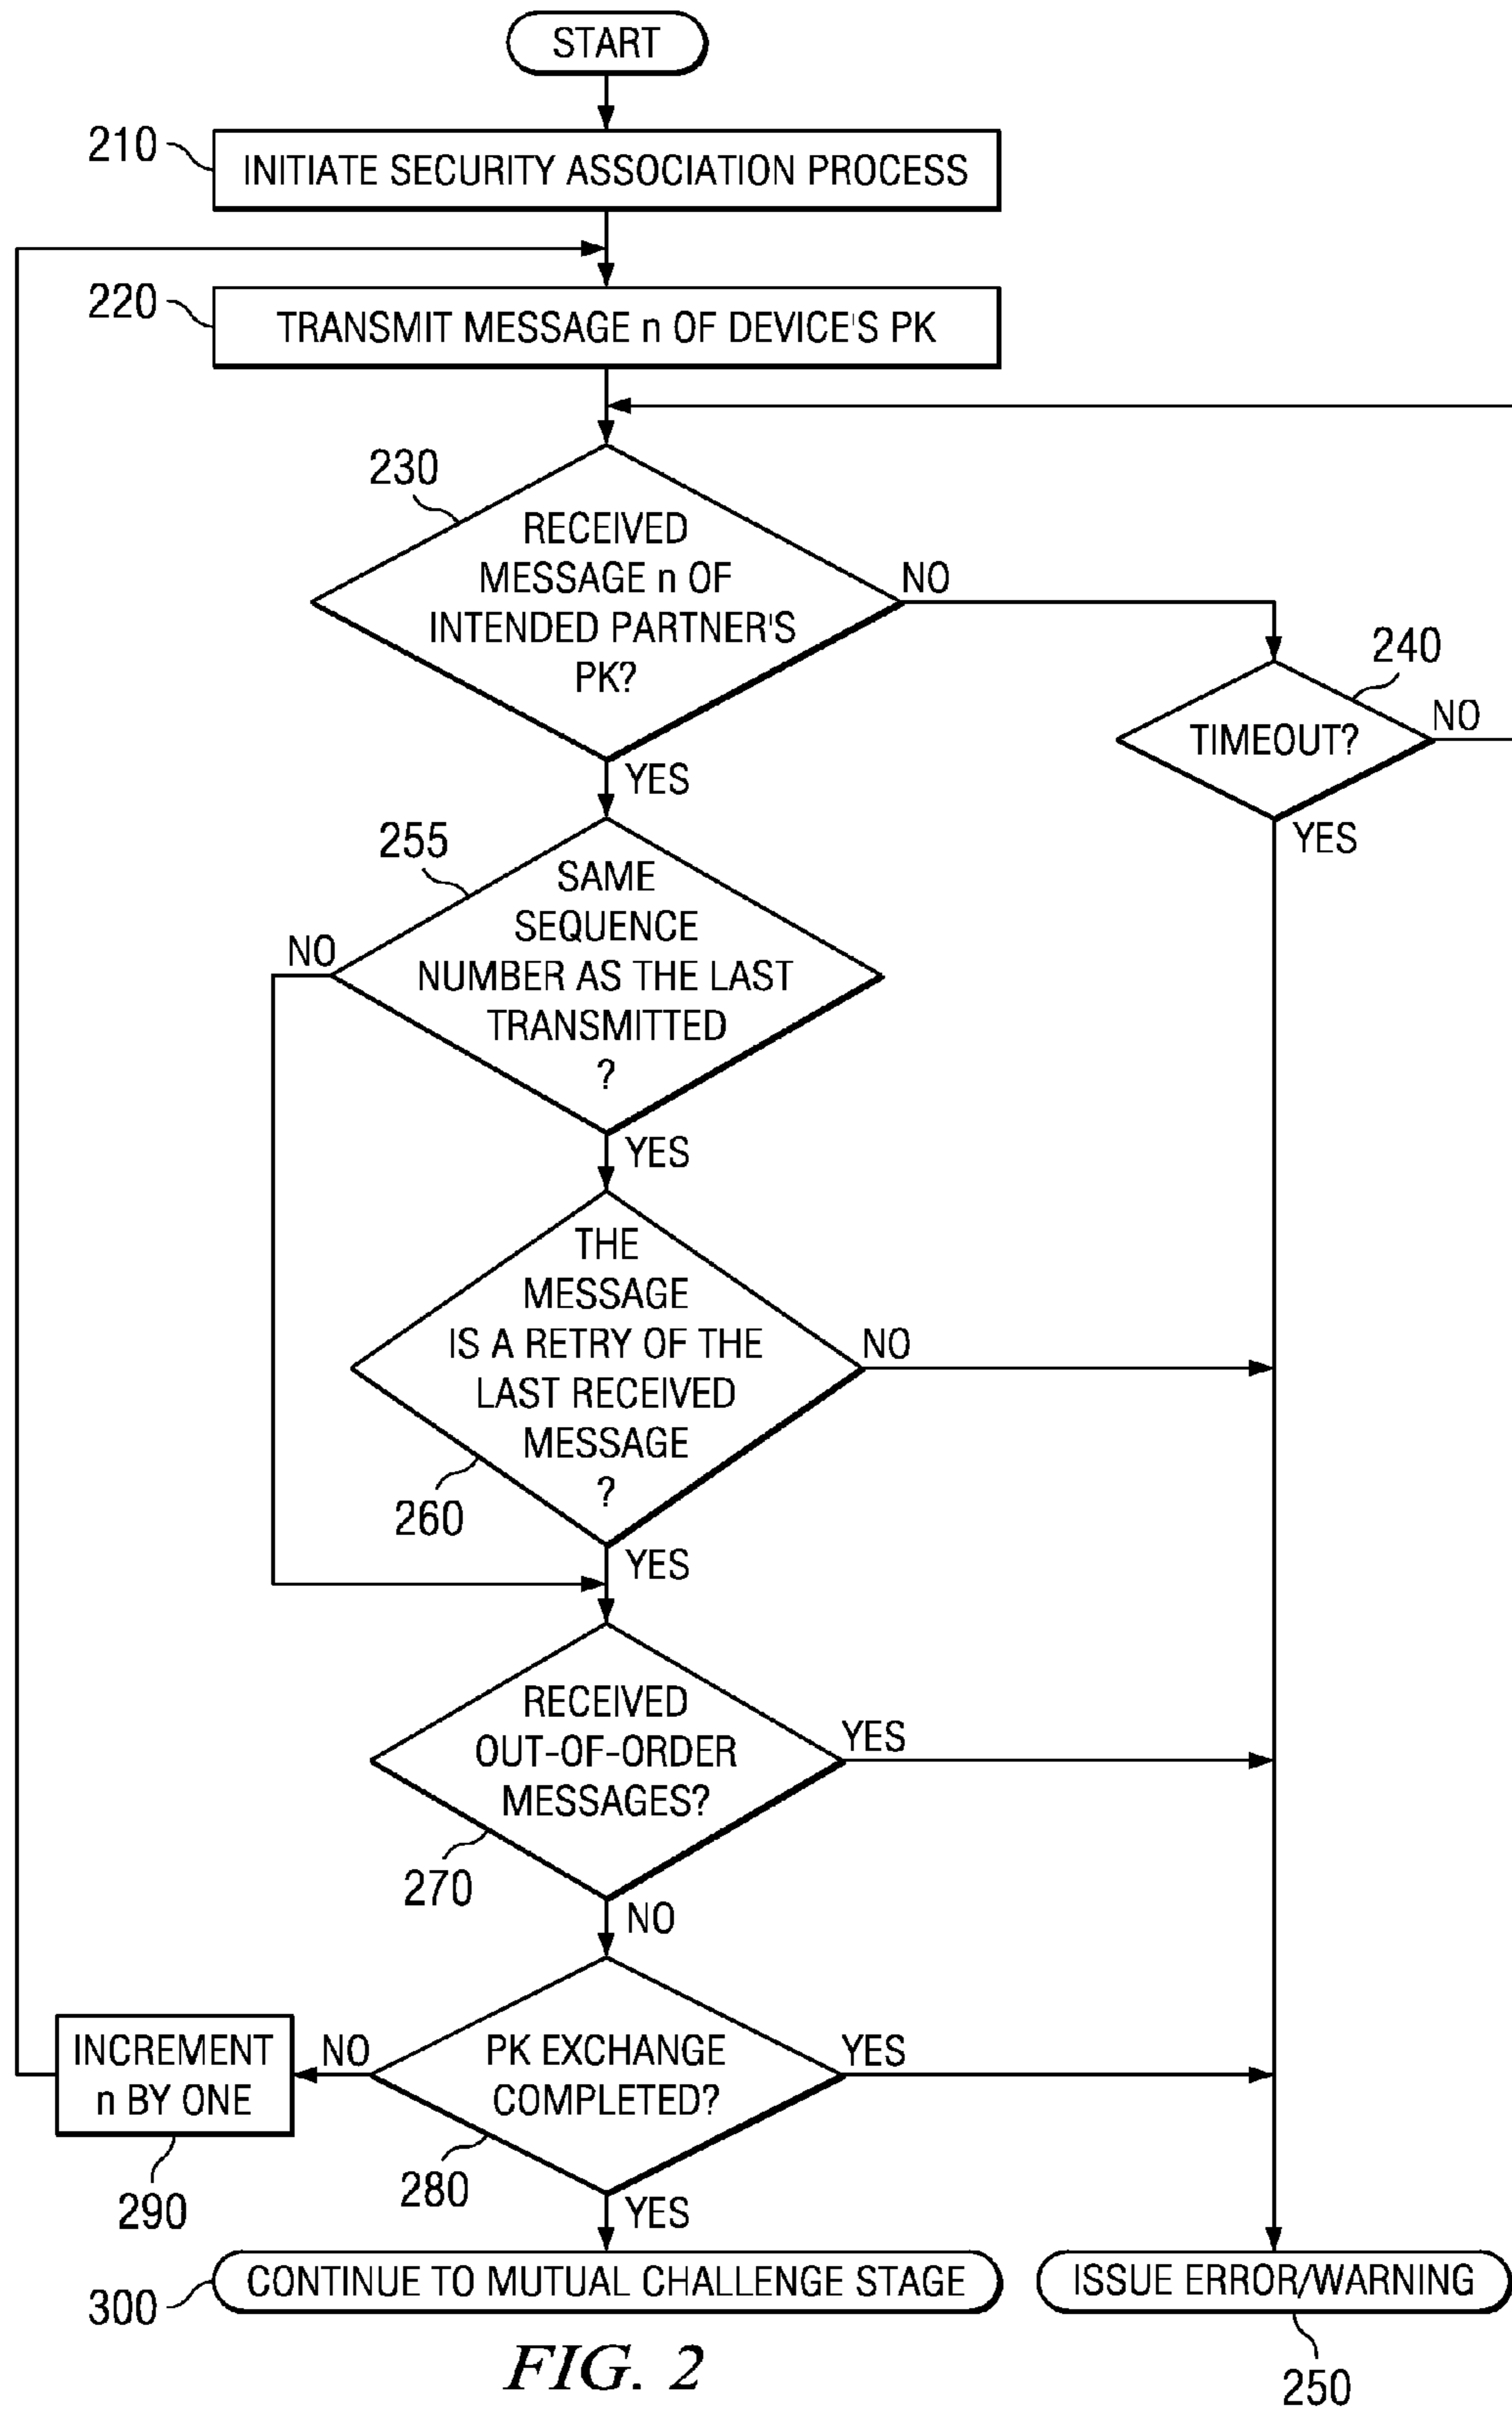 START
210
INITIATE SECURITY ASSOCIATION PROCESS
220
TRANSMIT MESSAGE n OF DEVICE'S PK
230
RECEIVED
MESSAGE n OF
INTENDED PARTNER'S
PK?
NO
YES
240
TIMEOUT?
NO
YES
255
SAME
SEQUENCE
NUMBER AS THE LAST
TRANSMITTED
?
NO
YES
THE
MESSAGE
IS A RETRY OF THE
LAST RECEIVED
MESSAGE
?
NO
260
YES
RECEIVED
OUT-OF-ORDER
MESSAGES?
YES
270
NO
PK EXCHANGE
COMPLETED?
YES
NO
INCREMENT
n BY ONE
290
280
YES
300
CONTINUE TO MUTUAL CHALLENGE STAGE
ISSUE ERROR/WARNING
250
FIG. 2